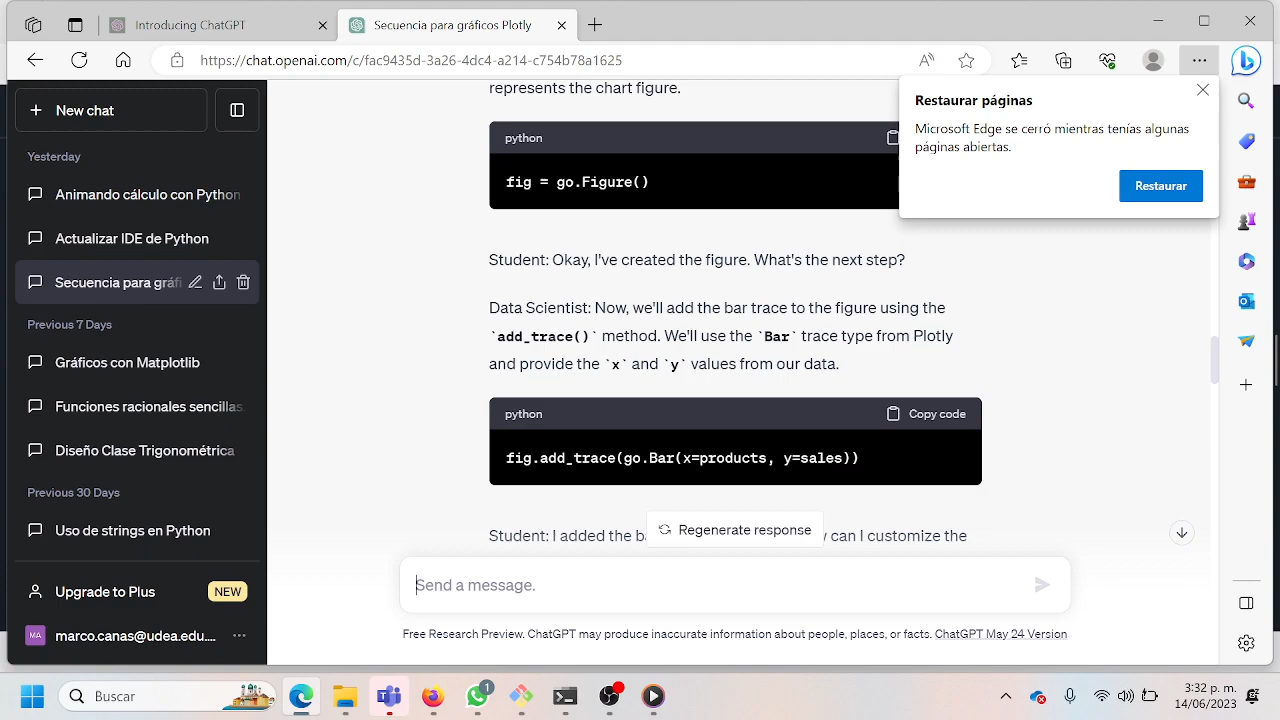 Introducing ChatGPT
Secuencia para gráficos Plotly
https://chat.openai.com/c/fac9435d-3a26-4dc4-a214-c754b78a1625
New chat
Yesterday
Animando cálculo con Python
Actualizar IDE de Python
Secuencia para gráfi
Previous 7 Days
Gráficos con Matplotlib
Funciones racionales sencillas.
Diseño Clase Trigonométrica
Previous 30 Days
Uso de strings en Python
Upgrade to Plus
NEW
MA
marco.canas@udea.edu....
represents the chart figure.
python
fig = go.Figure()
Student: Okay, I've created the figure. What's the next step?
Data Scientist: Now, we'll add the bar trace to the figure using the
`add_trace()` method. We'll use the `Bar` trace type from Plotly
and provide the `x` and `y` values from our data.
python
Copy code
fig.add_trace(go.Bar(x=products, y=sales))
Student: I added the ba
can I customize the
Regenerate response
Send a message.
Free Research Preview. ChatGPT may produce inaccurate information about people, places, or facts. ChatGPT May 24 Version
Restaurar páginas
Microsoft Edge se cerró mientras tenías algunas
páginas abiertas.
Restaurar
Buscar
1
3:32 p. m.
14/06/2023